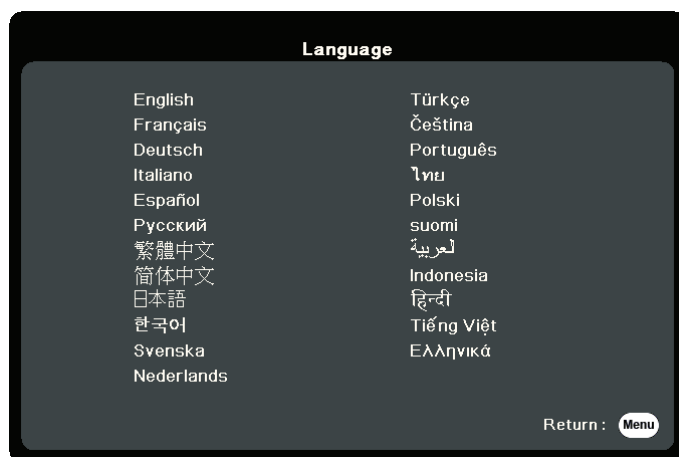 Language
English
Français
Deutsch
Italiano
Español
Русский
繁體中文
简体中文
日本語
한국어
Svenska
Nederlands
Türkçe
Čeština
Português
ไทย
Polski
suomi
العربية
Indonesia
हिन्दी
Tiếng Việt
Ελληνικά
Return : Menu